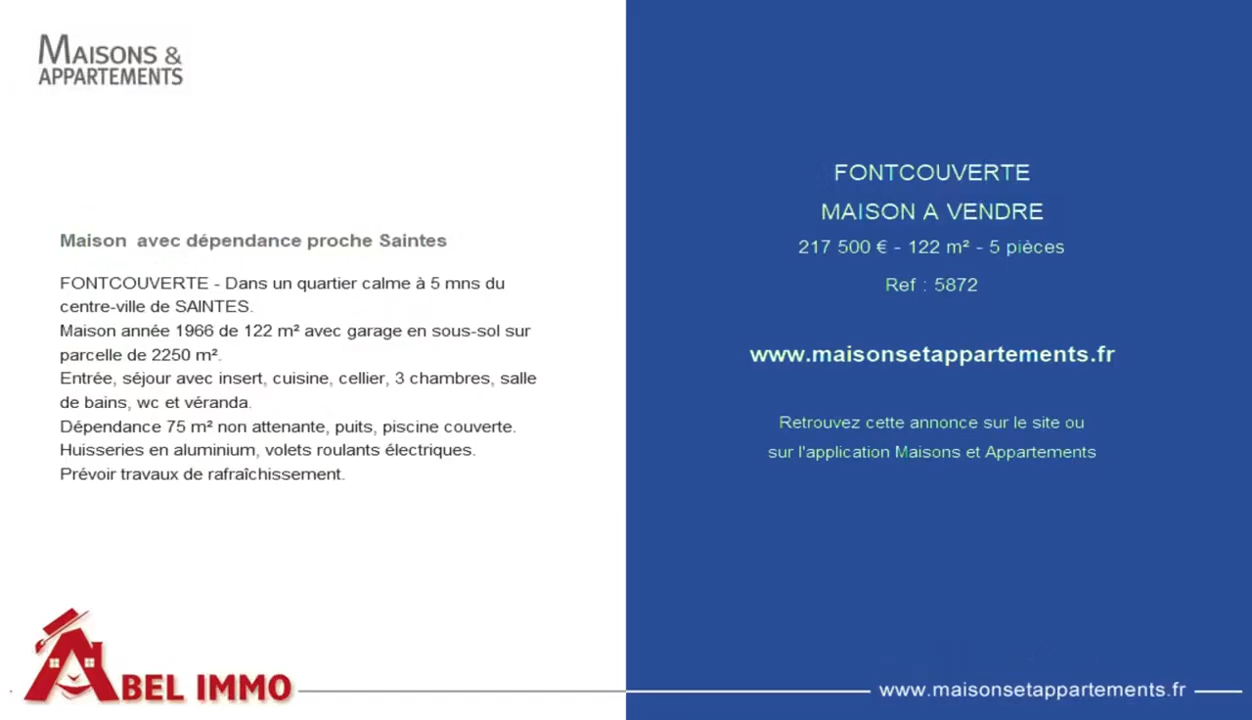 MAISONS &
APPARTEMENTS
Maison avec dépendance proche Saintes
FONTCOUVERTE - Dans un quartier calme à 5 mns du
centre-ville de SAINTES.
Maison année 1966 de 122 m² avec garage en sous-sol sur
parcelle de 2250 m².
Entrée, séjour avec insert, cuisine, cellier, 3 chambres, salle
de bains, wc et véranda.
Dépendance 75 m² non attenante, puits, piscine couverte.
Huisseries en aluminium, volets roulants électriques.
Prévoir travaux de rafraîchissement.
ABEL IMMO
FONTCOUVERTE
MAISON A VENDRE
217 500 € - 122 m² - 5 pièces
Ref : 5872
www.maisonsetappartements.fr
Retrouvez cette annonce sur le site ou
sur l'application Maisons et Appartements
www.maisonsetappartements.fr